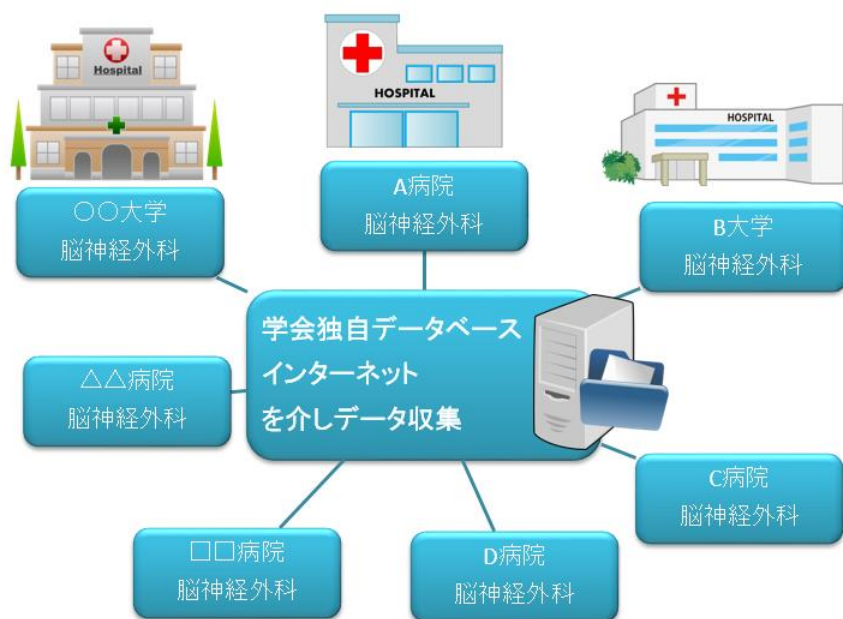 Hospital
HOSPITAL
HOSPITAL
〇〇大学
脳神経外科
A病院
脳神経外科
B大学
脳神経外科
学会独自データベース
インターネット
を介しデータ収集
△△病院
脳神経外科
C病院
脳神経外科
□□病院
脳神経外科
D病院
脳神経外科